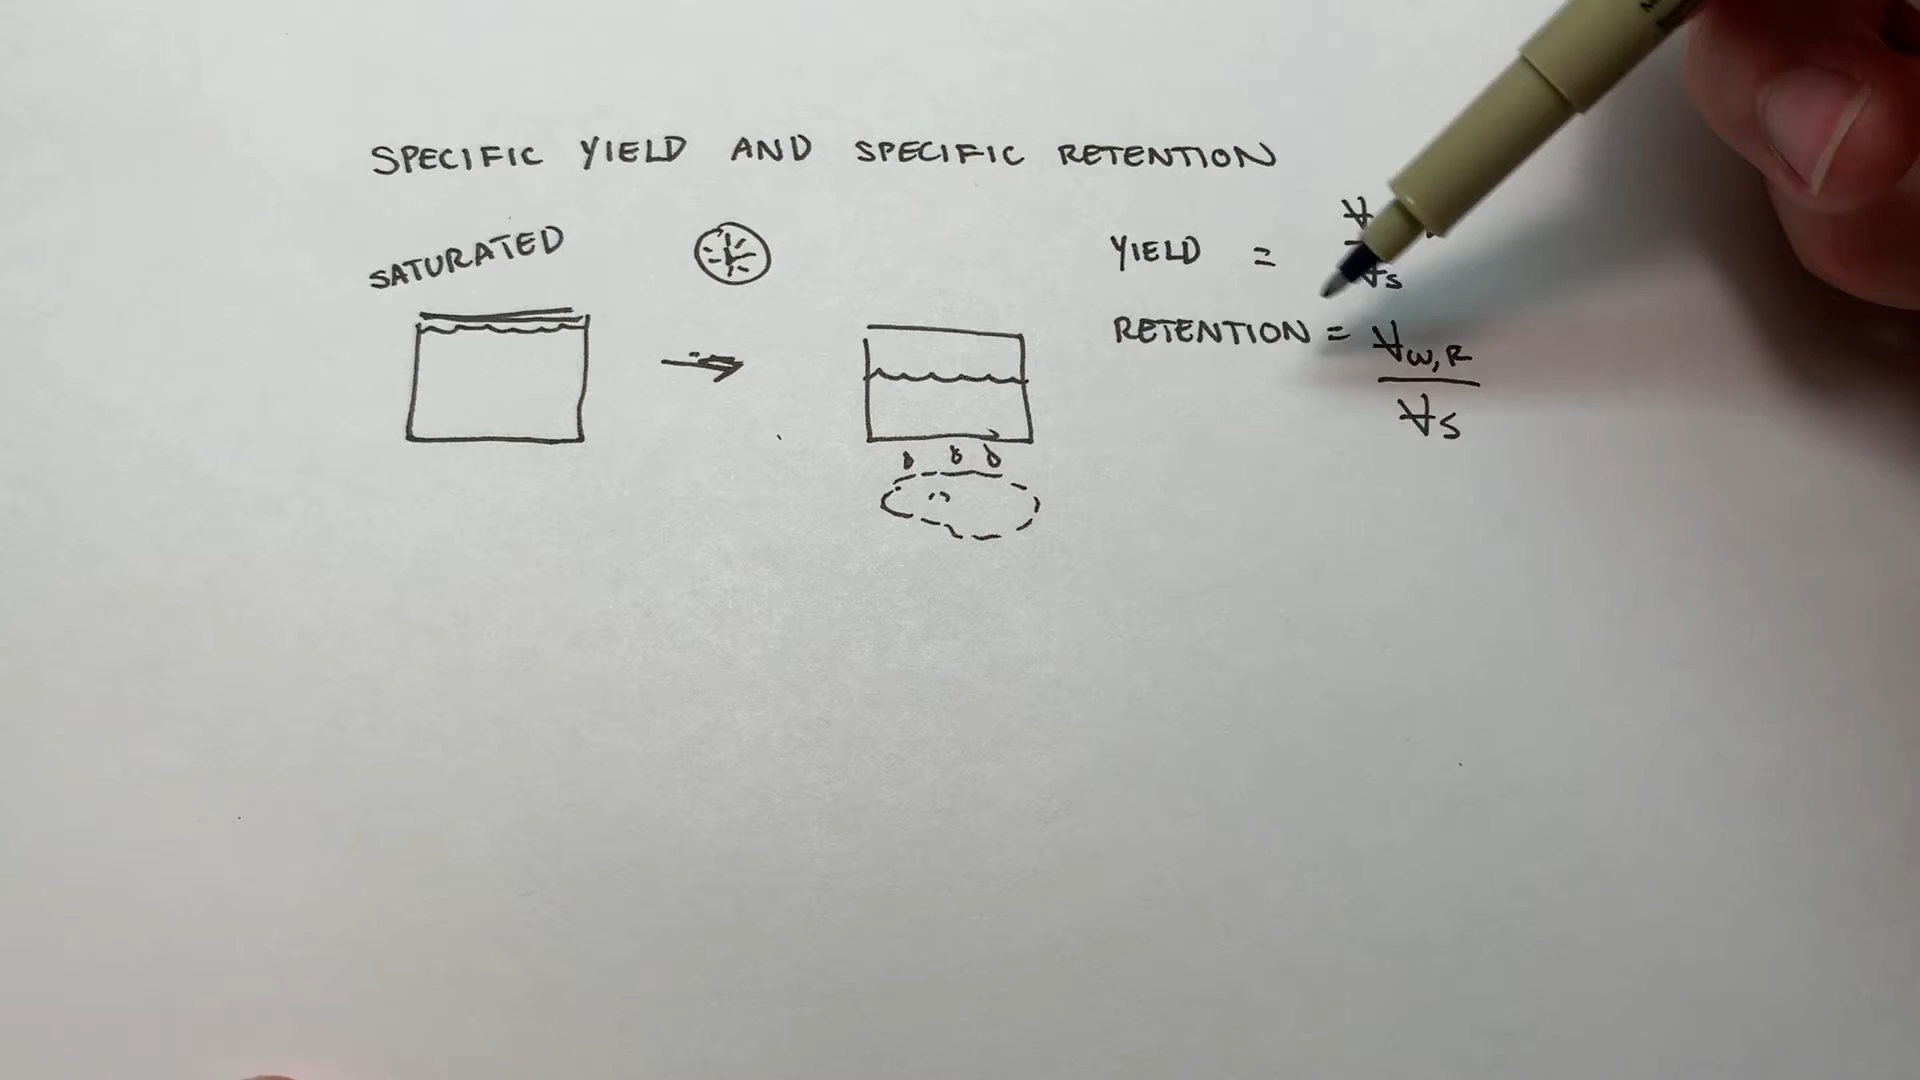 SPECIFIC YIELD AND SPECIFIC RETENTION
SATURATED
YIELD =
V̶
V̶s
RETENTION = V̶w,R
V̶s